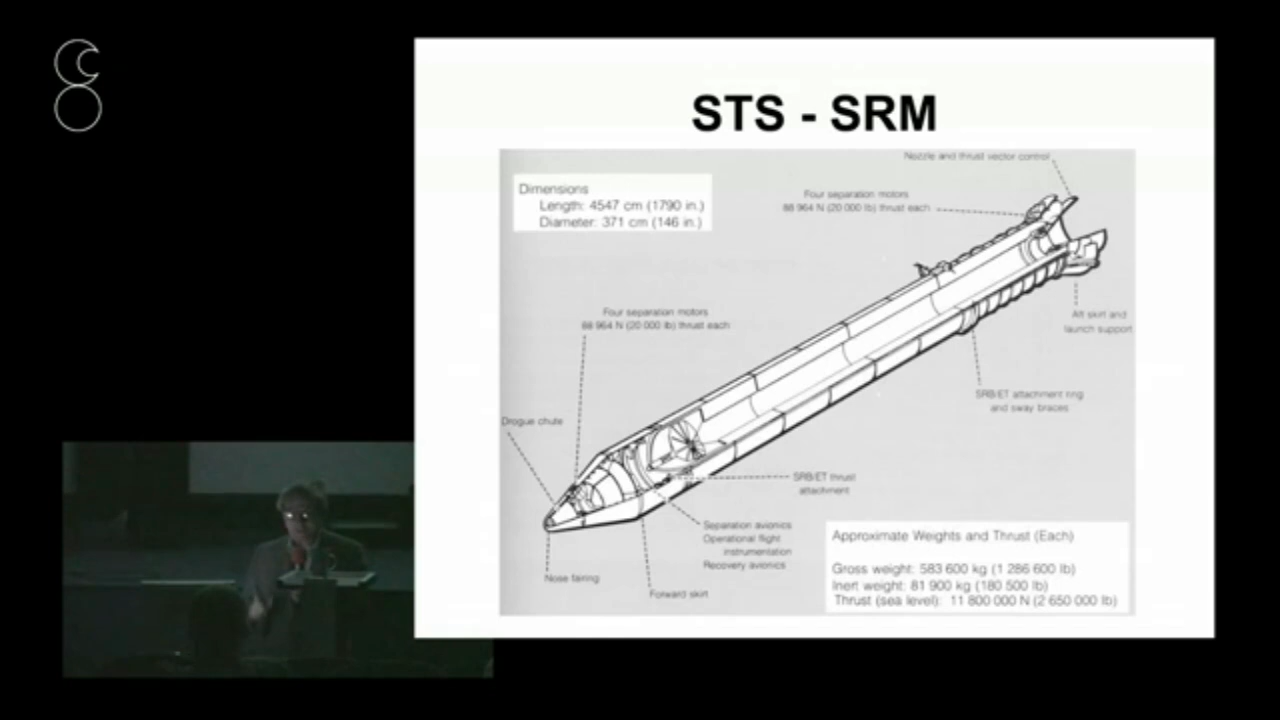 STS - SRM
Nozzle and thrust vector control
Dimensions
Length: 4547 cm (1790 in.)
Diameter: 371 cm (146 in.)
Four separation motors
88 964 N (20 000 lb) thrust each
Four separation motors
88 964 N (20 000 lb) thrust each
Aft skirt and
launch support
SRB/ET attachment ring
and sway braces
Drogue chute
SRB/ET thrust
attachment
Separation avionics
Operational flight
instrumentation
Recovery avionics
Nose fairing
Forward skirt
Approximate Weights and Thrust (Each)
Gross weight: 583 600 kg (1 286 600 lb)
Inert weight: 81 900 kg (180 500 lb)
Thrust (sea level): 11 800 000 N (2 650 000 lb)